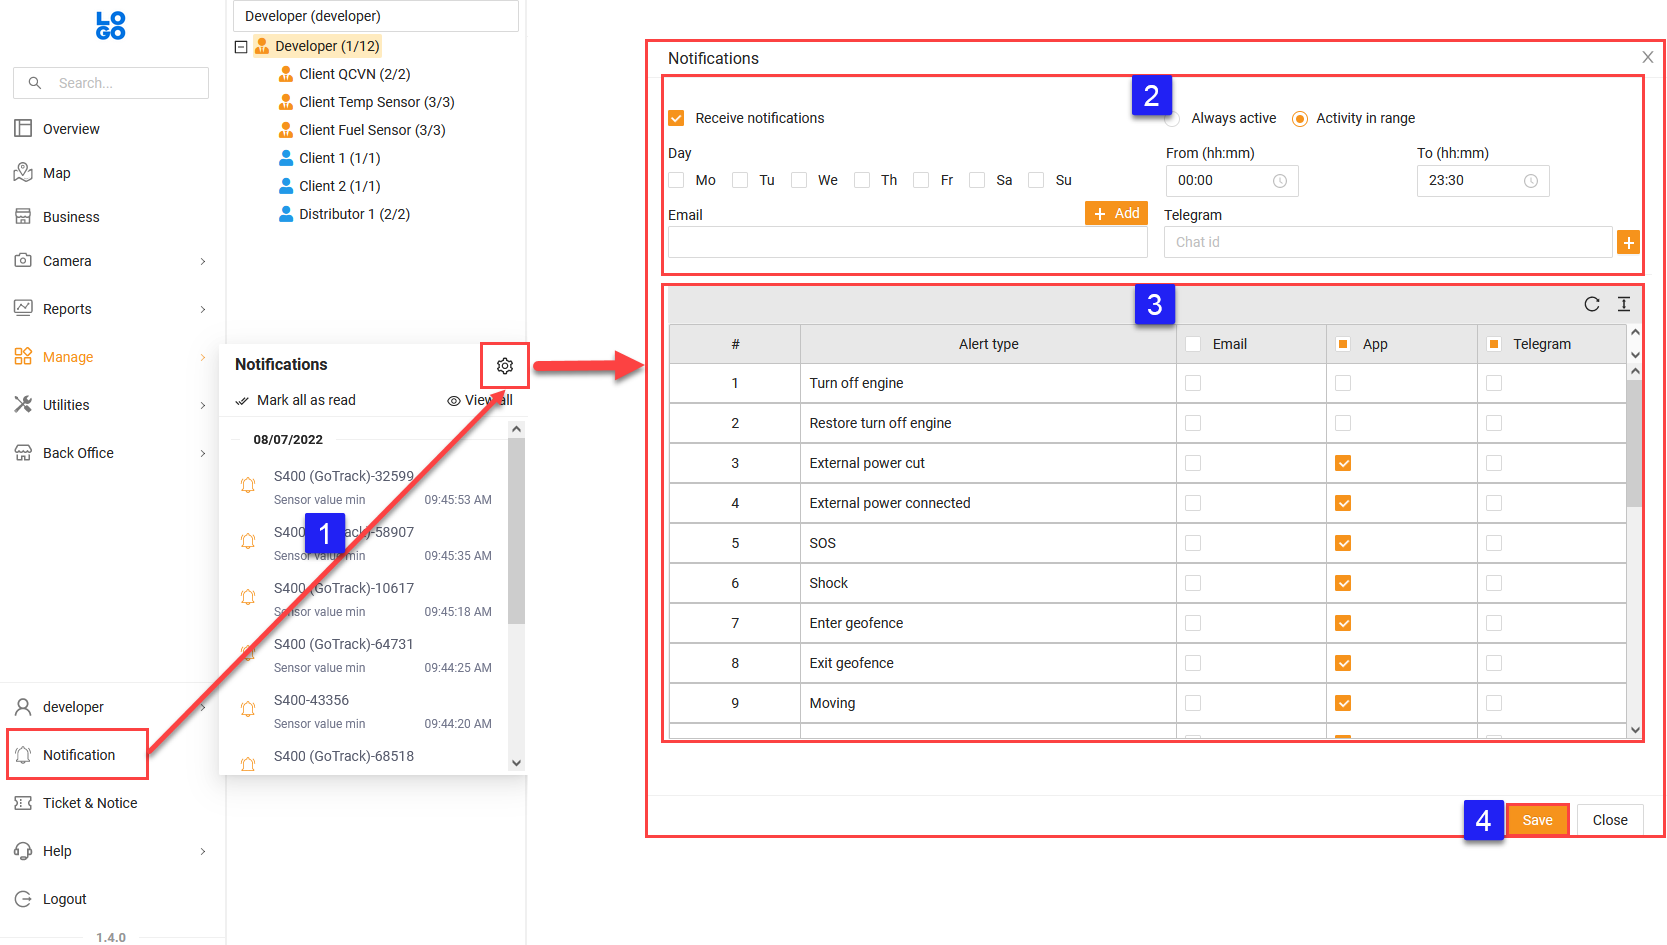 LO
GO
Search...
Overview
Map
Business
Camera
Reports
Manage
Utilities
Back Office
developer
Notification
Ticket & Notice
Help
Logout
1.4.0
Developer (developer)
Developer (1/12)
Client QCVN (2/2)
Client Temp Sensor (3/3)
Client Fuel Sensor (3/3)
Client 1 (1/1)
Client 2 (1/1)
Distributor 1 (2/2)
Notifications
Mark all as read
View all
08/07/2022
S400 (GoTrack)-32599
Sensor value min 09:45:53 AM
1
S400 (GoTrack)-58907
Sensor value min 09:45:35 AM
S400 (GoTrack)-10617
Sensor value min 09:45:18 AM
S400 (GoTrack)-64731
Sensor value min 09:44:25 AM
S400-43356
Sensor value min 09:44:20 AM
S400 (GoTrack)-68518
Notifications
2
Receive notifications
Always active Activity in range
Day
Mo Tu We Th Fr Sa Su
From (hh:mm) To (hh:mm)
00:00 23:30
Email
+ Add
Telegram
Chat id
+
3
# Alert type Email App Telegram
1 Turn off engine
2 Restore turn off engine
3 External power cut
4 External power connected
5 SOS
6 Shock
7 Enter geofence
8 Exit geofence
9 Moving
4
Save Close